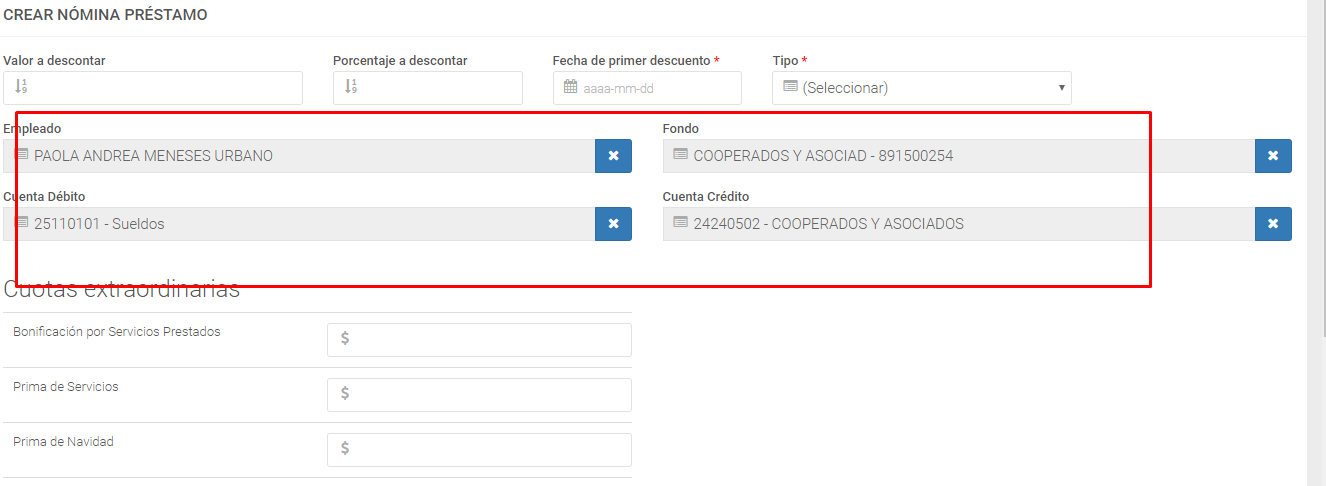 CREAR NÓMINA PRÉSTAMO
Valor a descontar Porcentaje a descontar Fecha de primer descuento * Tipo *
aaaa-mm-dd (Seleccionar)
Empleado Fondo
PAOLA ANDREA MENESES URBANO COOPERADOS Y ASOCIAD - 891500254
Cuenta Débito Cuenta Crédito
25110101 - Sueldos 24240502 - COOPERADOS Y ASOCIADOS
Cuotas extraordinarias
Bonificación por Servicios Prestados $
Prima de Servicios $
Prima de Navidad $